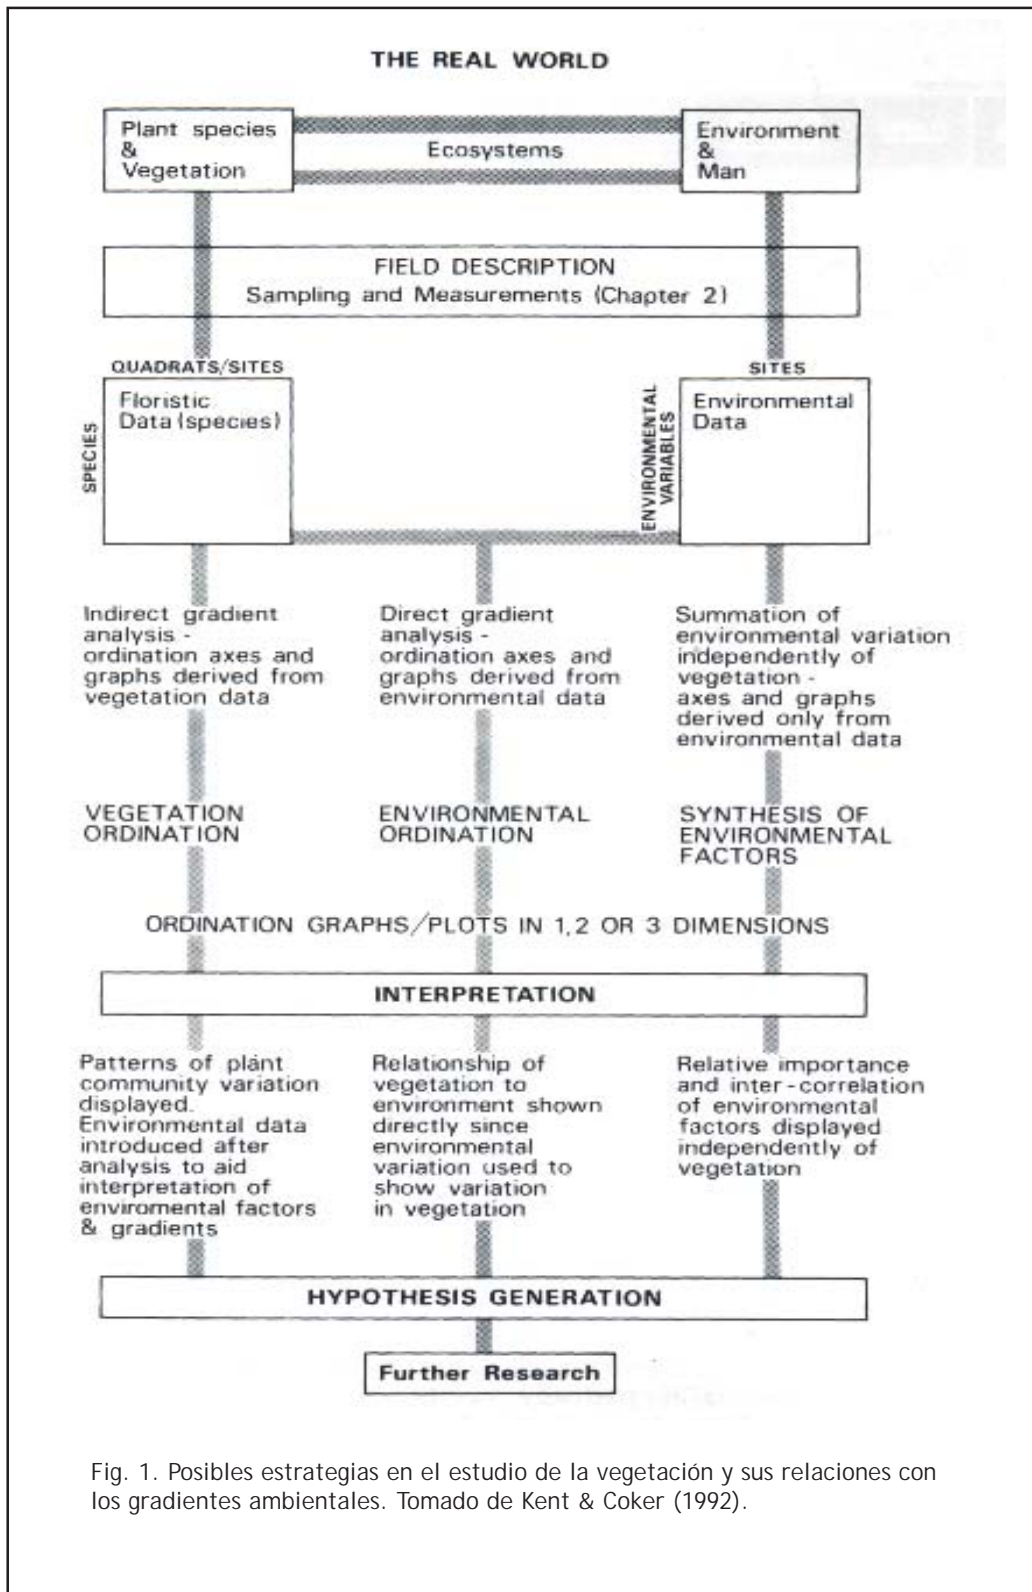 THE REAL WORLD
Plant species
&
Vegetation
Ecosystems
Environment
&
Man
FIELD DESCRIPTION
Sampling and Measurements (Chapter 2)
QUADRATS/SITES
SPECIES
Floristic
Data (species)
SITES
ENVIRONMENTAL
VARIABLES
Environmental
Data
Indirect gradient
analysis -
ordination axes and
graphs derived from
vegetation data
Direct gradient
analysis -
ordination axes and
graphs derived from
environmental data
Summation of
environmental variation
independently of
vegetation -
axes and graphs
derived only from
environmental data
VEGETATION
ORDINATION
ENVIRONMENTAL
ORDINATION
SYNTHESIS OF
ENVIRONMENTAL
FACTORS
ORDINATION GRAPHS/PLOTS IN 1,2 OR 3 DIMENSIONS
INTERPRETATION
Patterns of plant
community variation
displayed.
Environmental data
introduced after
analysis to aid
interpretation of
enviromental factors
& gradients
Relationship of
vegetation to
environment shown
directly since
environmental
variation used to
show variation
in vegetation
Relative importance
and inter-correlation
of environmental
factors displayed
independently of
vegetation
HYPOTHESIS GENERATION
Further Research
Fig. 1. Posibles estrategias en el estudio de la vegetación y sus relaciones con
los gradientes ambientales. Tomado de Kent & Coker (1992).